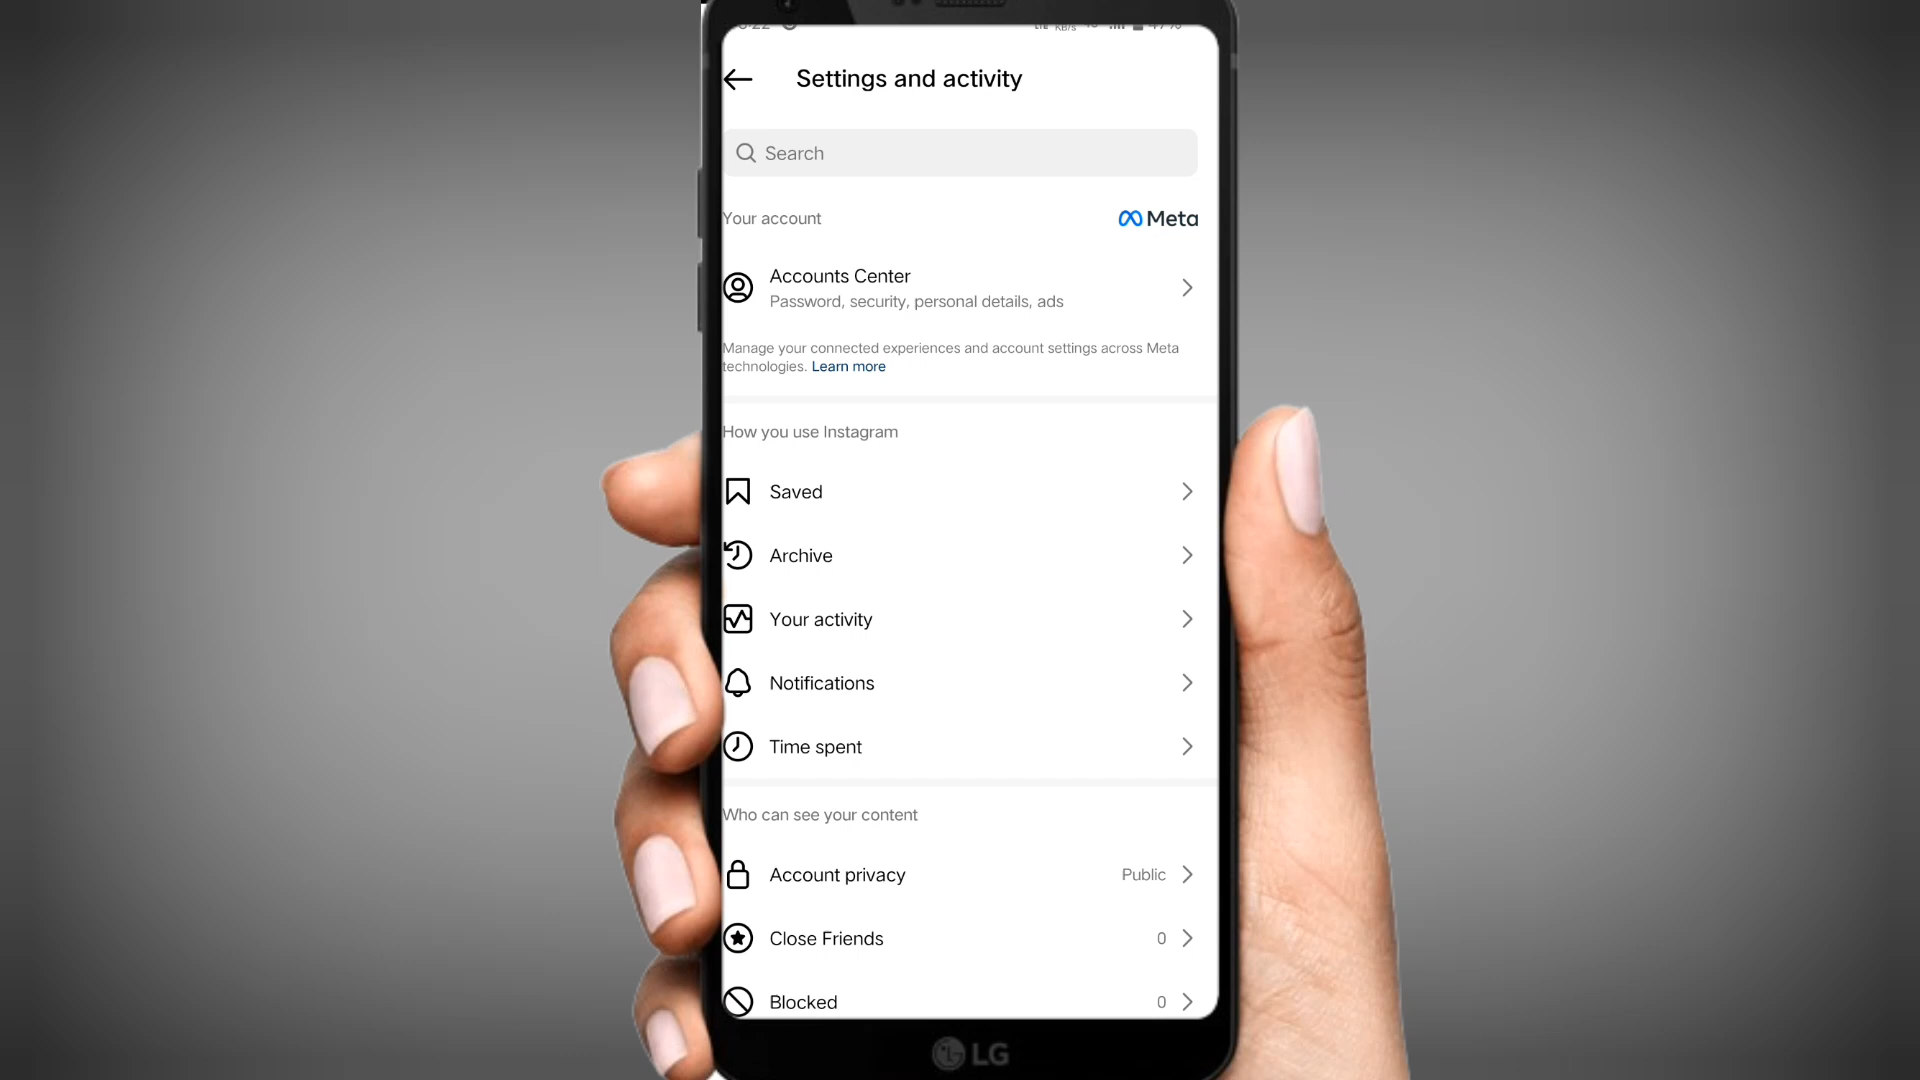 Settings and activity
Search
Your account
Meta
Accounts Center
Password, security, personal details, ads
Manage your connected experiences and account settings across Meta
technologies. Learn more
How you use Instagram
Saved
Archive
Your activity
Notifications
Time spent
Who can see your content
Account privacy Public
Close Friends 0
Blocked 0
LG